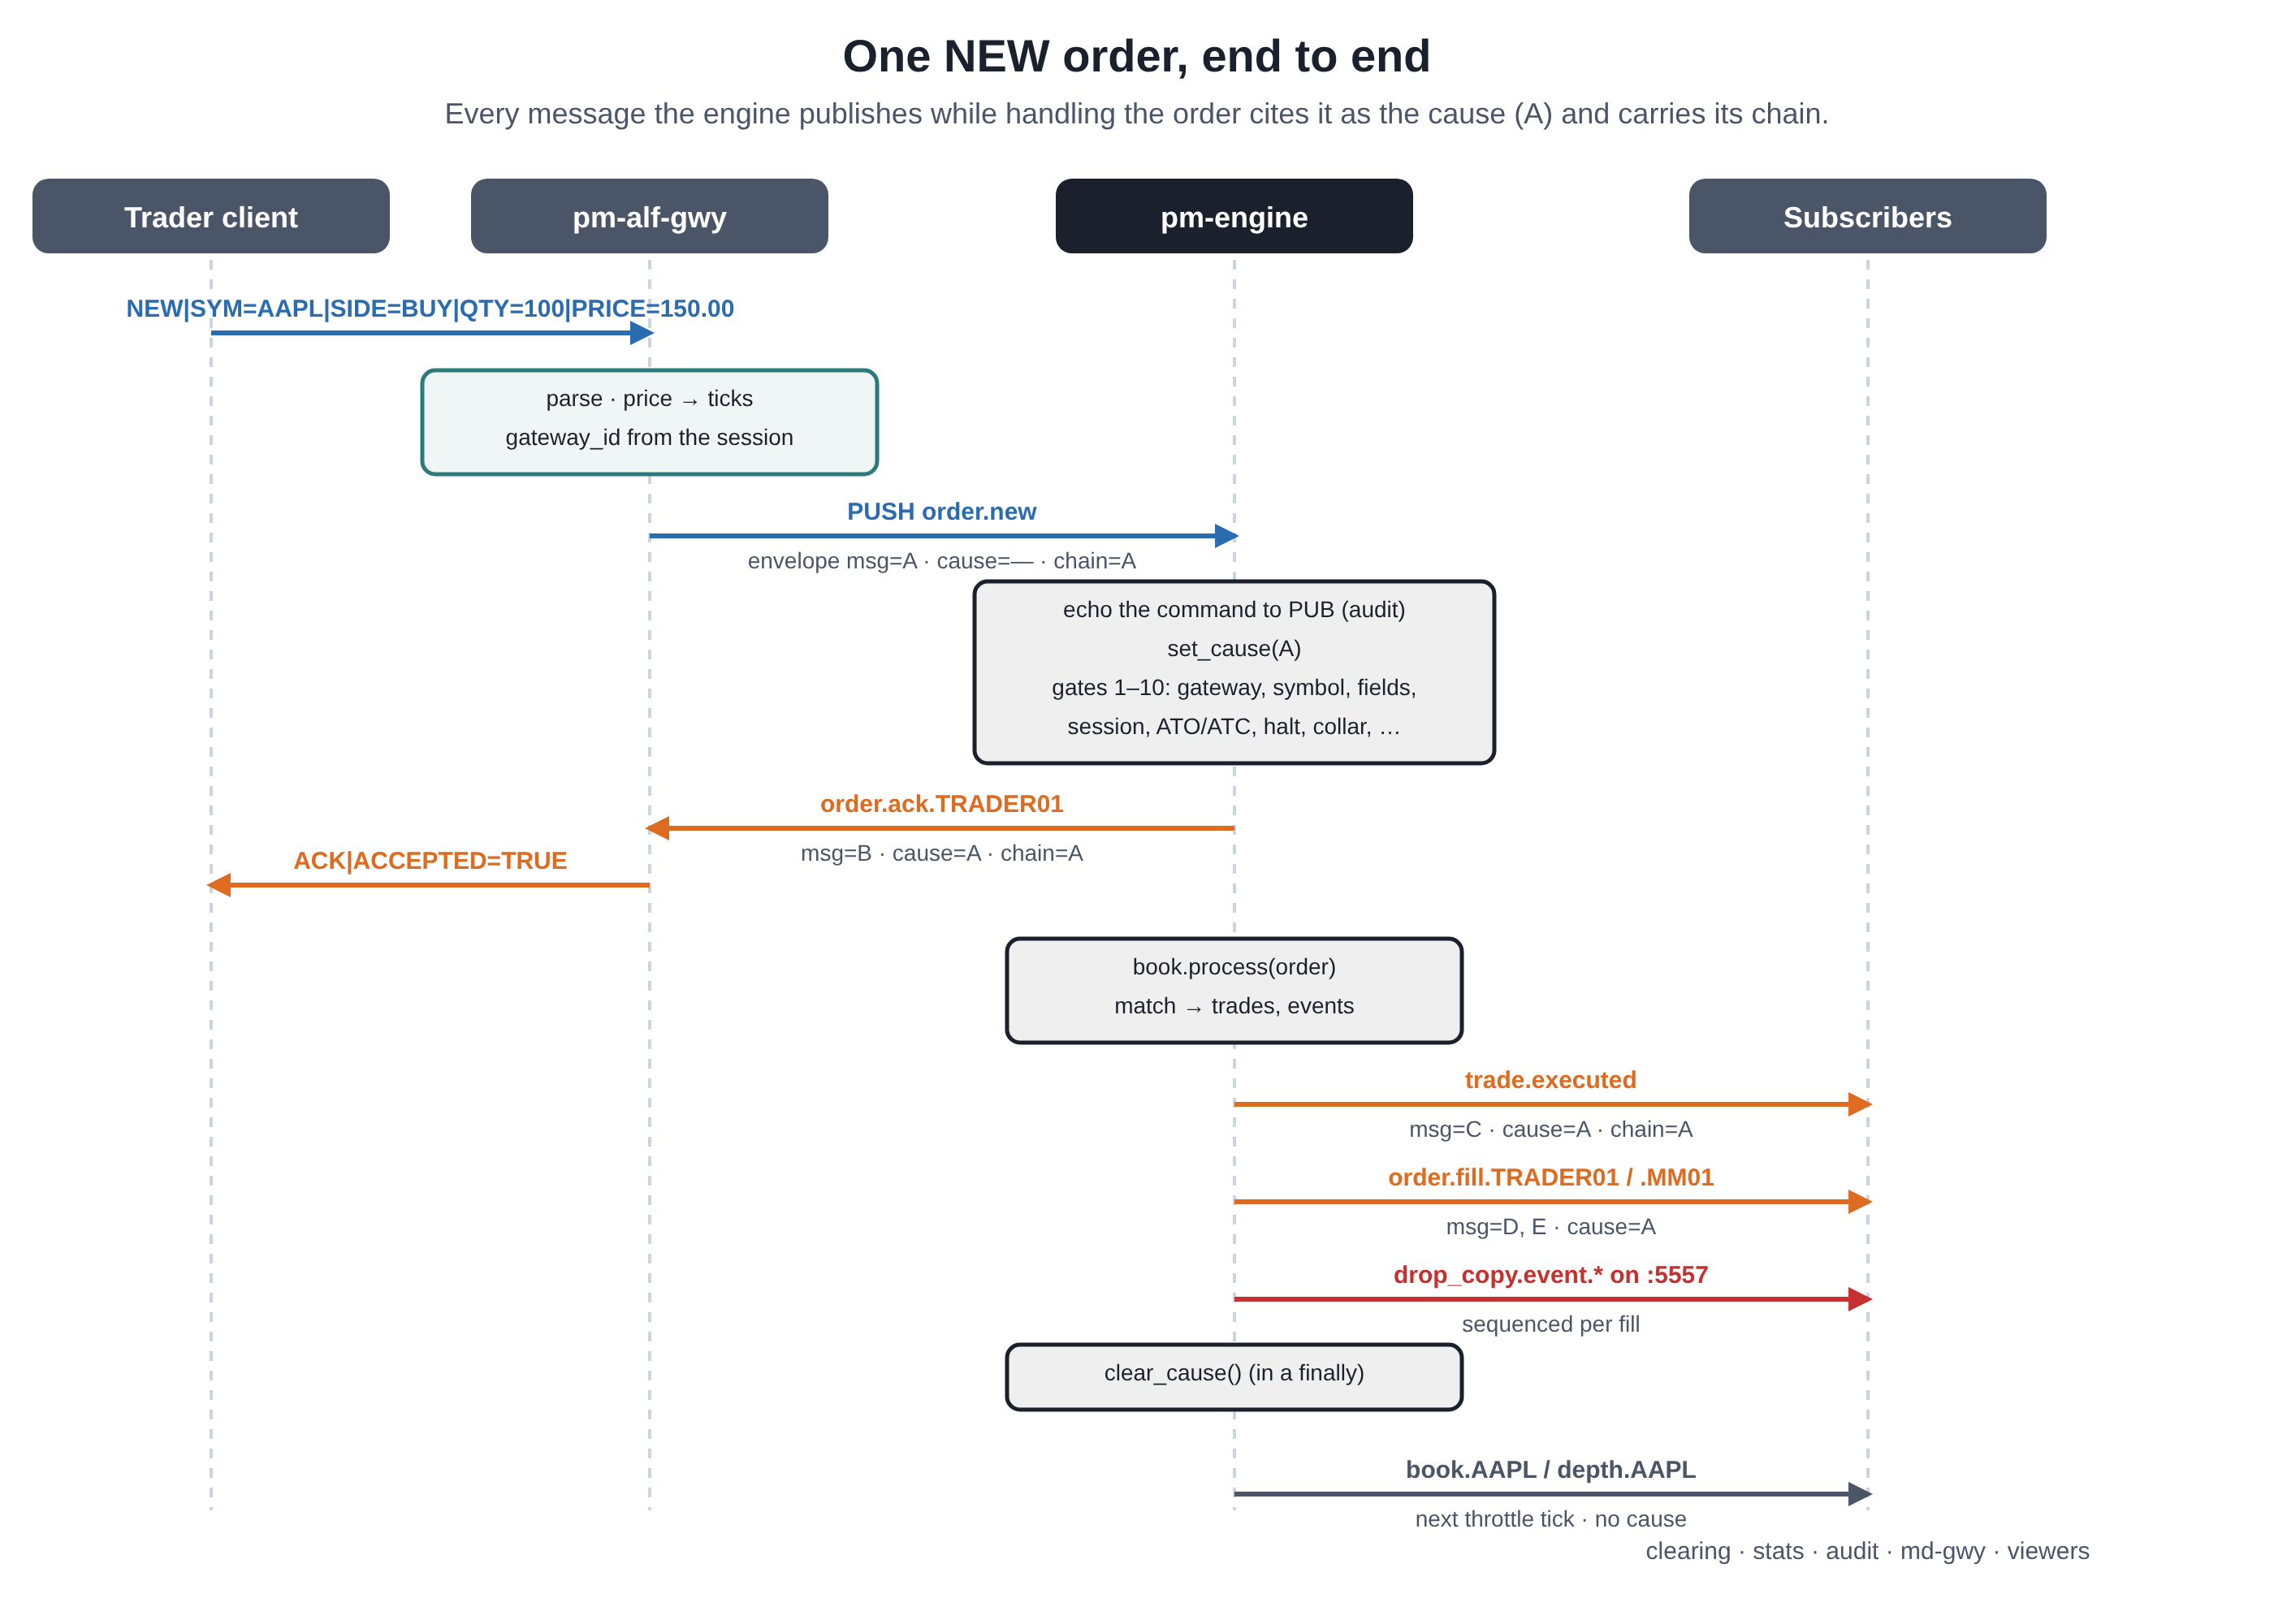 One NEW order, end to end
Every message the engine publishes while handling the order cites it as the cause (A) and carries its chain.
Trader client
pm-alf-gwy
pm-engine
Subscribers
NEW|SYM=AAPL|SIDE=BUY|QTY=100|PRICE=150.00
parse · price → ticks
gateway_id from the session
PUSH order.new
envelope msg=A · cause=— · chain=A
echo the command to PUB (audit)
set_cause(A)
gates 1–10: gateway, symbol, fields,
session, ATO/ATC, halt, collar, …
order.ack.TRADER01
msg=B · cause=A · chain=A
ACK|ACCEPTED=TRUE
book.process(order)
match → trades, events
trade.executed
msg=C · cause=A · chain=A
order.fill.TRADER01 / .MM01
msg=D, E · cause=A
drop_copy.event.* on :5557
sequenced per fill
clear_cause() (in a finally)
book.AAPL / depth.AAPL
next throttle tick · no cause
clearing · stats · audit · md-gwy · viewers